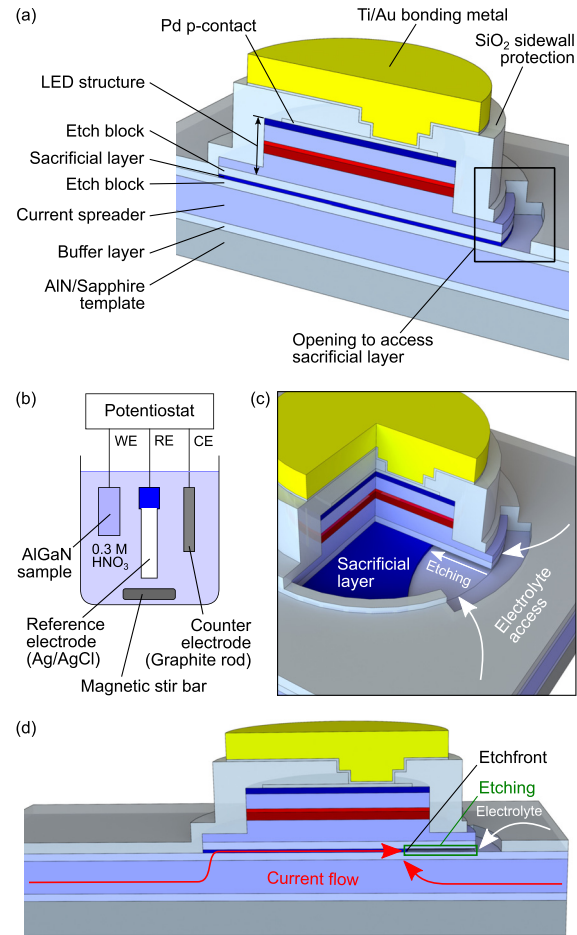 (a)
Ti/Au bonding metal
Pd p-contact
SiO₂ sidewall
protection
LED structure
Etch block
Sacrificial layer
Etch block
Current spreader
Buffer layer
AlN/Sapphire
template
Opening to access
sacrificial layer
(b)
Potentiostat
WE
RE
CE
AlGaN
sample
0.3 M
HNO₃
Reference
electrode
(Ag/AgCl)
Counter
electrode
(Graphite rod)
Magnetic stir bar
(c)
Sacrificial
layer
Etching
Electrolyte
access
(d)
Etchfront
Etching
Electrolyte
Current flow